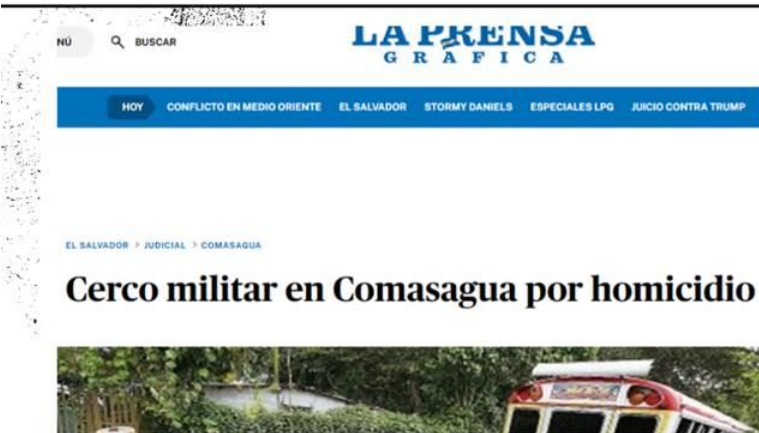 NÚ
BUSCAR
LA PRENSA
GRÁFICA
HOY CONFLICTO EN MEDIO ORIENTE EL SALVADOR STORMY DANIELS ESPECIALES LPG JUICIO CONTRA TRUMP
EL SALVADOR > JUDICIAL > COMASAGUA
Cerco militar en Comasagua por homicidio